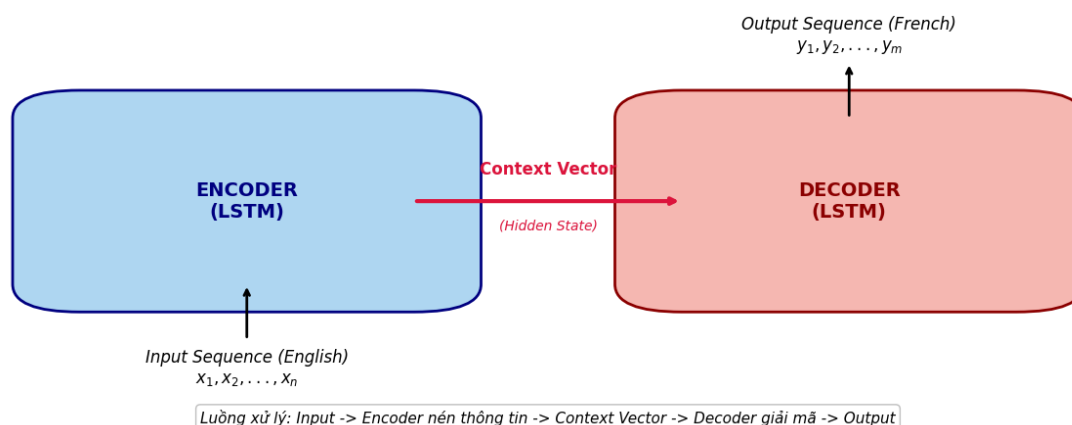 Output Sequence (French)
y₁, y₂, . . . , yₘ
ENCODER
(LSTM)
Context Vector
(Hidden State)
DECODER
(LSTM)
Input Sequence (English)
x₁, x₂, . . . , xₙ
Luồng xử lý: Input -> Encoder nén thông tin -> Context Vector -> Decoder giải mã -> Output